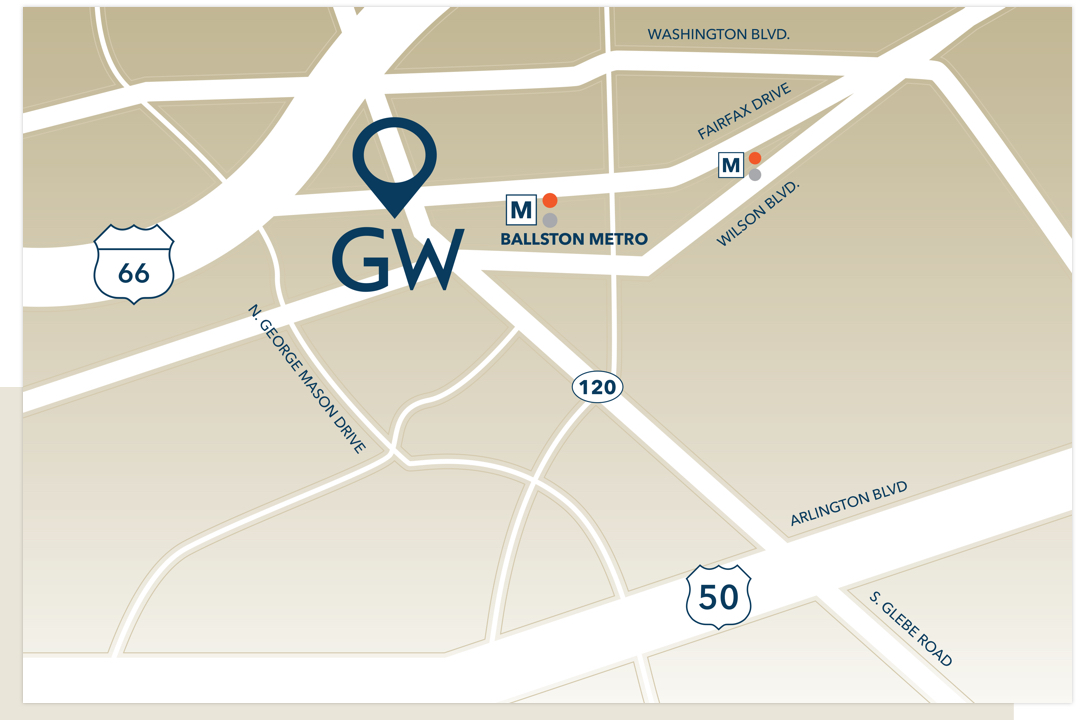 WASHINGTON BLVD.
FAIRFAX DRIVE
M
WILSON BLVD.
M
BALLSTON METRO
GW
66
N. GEORGE MASON DRIVE
120
ARLINGTON BLVD
50
S. GLEBE ROAD